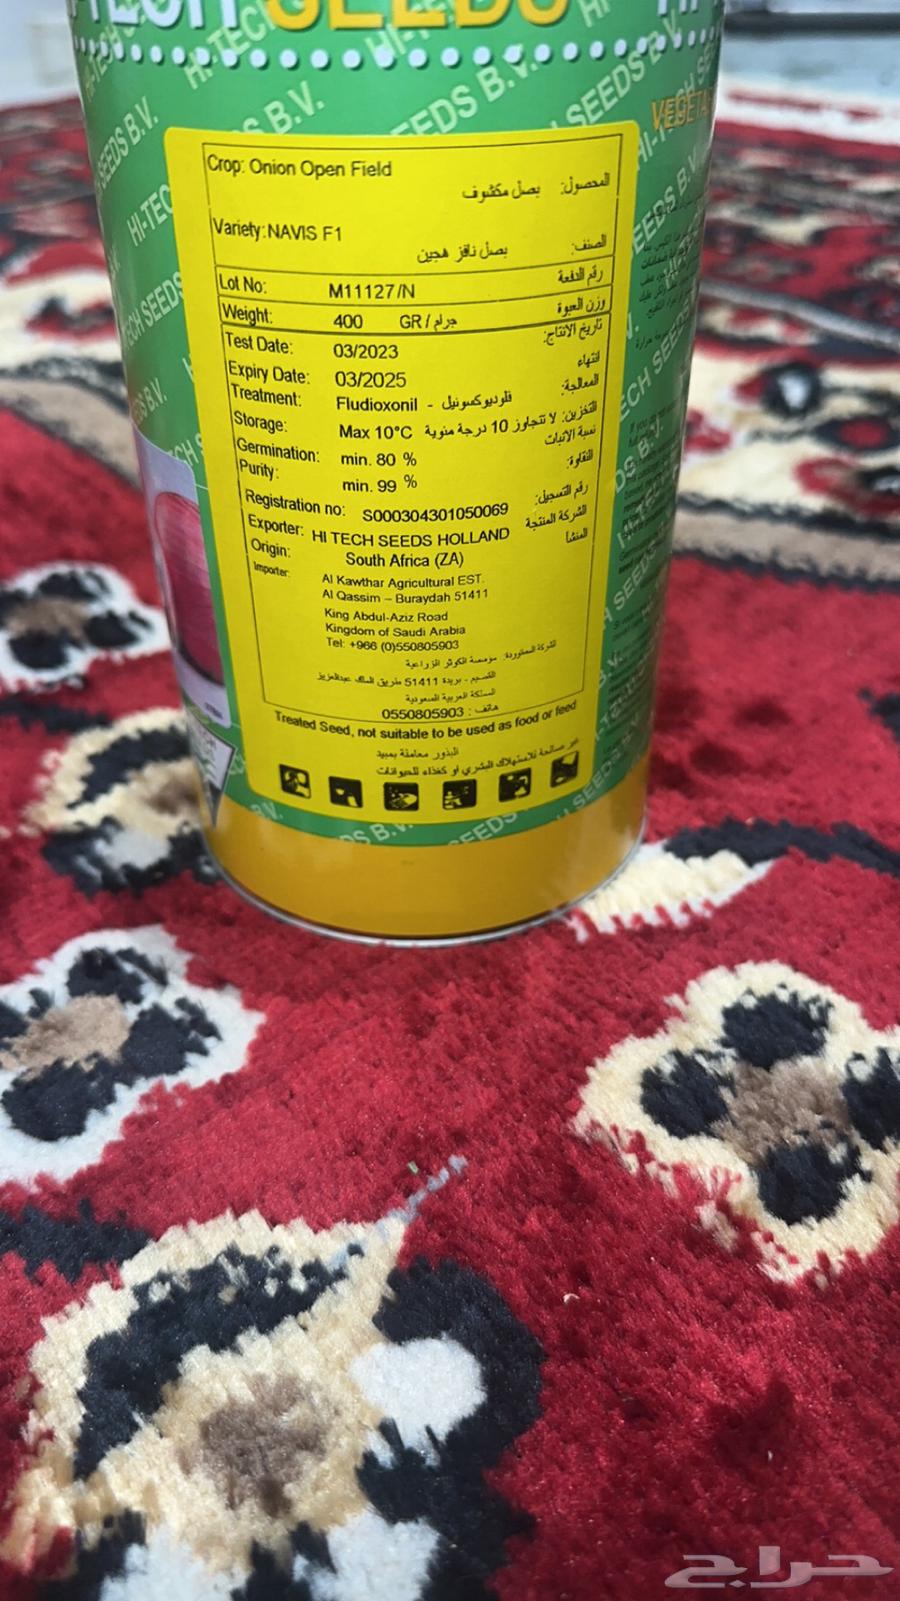 SEEDS
HI-TECH SEEDS B.V.
Crop: Onion Open Field
المحصول: بصل مكشوف
Variety: NAVIS F1
الصنف: بصل نافز هجين
Lot No: M11127/N رقم الدفعة
Weight: 400 GR / جرام وزن العبوة
Test Date: 03/2023 تاريخ الانتاج:
Expiry Date: 03/2025 انتهاء
Treatment: Fludioxonil - فلوديوكسونيل المعالجة:
Storage: Max 10°C التخزين: لا تتجاوز 10 درجة مئوية
Germination: min. 80 % نسبة الانبات
Purity: min. 99 % النقاوة:
Registration no: S000304301050069 رقم التسجيل:
Exporter: HI TECH SEEDS HOLLAND الشركة المنتجة
Origin: South Africa (ZA) المنشا
Importer: Al Kawthar Agricultural EST.
Al Qassim – Buraydah 51411
King Abdul-Aziz Road
Kingdom of Saudi Arabia
Tel: +966 (0)550805903
الشركة المستوردة: مؤسسة الكوثر الزراعية
القصيم - بريدة 51411 طريق الملك عبدالعزيز
المملكة العربية السعودية
هاتف : 0550805903
Treated Seed, not suitable to be used as food or feed
البذور معاملة بمبيد
غير صالحة للاستهلاك البشري او كغذاء للحيوانات
حراج